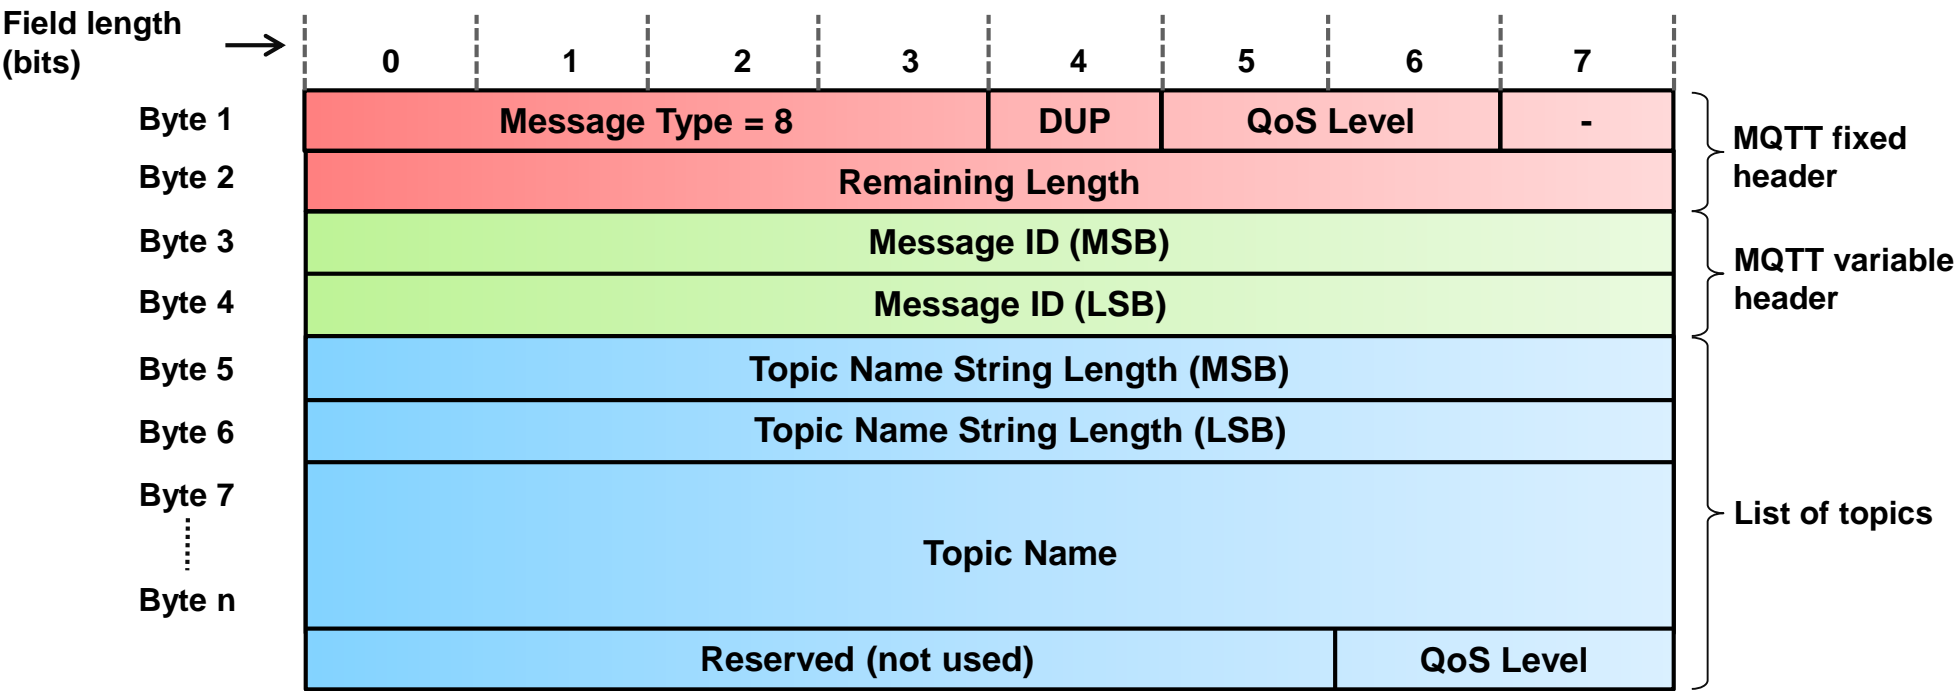 Field length
(bits)
0 1 2 3 4 5 6 7
Byte 1 Message Type = 8 DUP QoS Level -
Byte 2 Remaining Length
MQTT fixed
header
Byte 3 Message ID (MSB)
Byte 4 Message ID (LSB)
MQTT variable
header
Byte 5 Topic Name String Length (MSB)
Byte 6 Topic Name String Length (LSB)
Byte 7
Topic Name
Byte n
Reserved (not used) QoS Level
List of topics